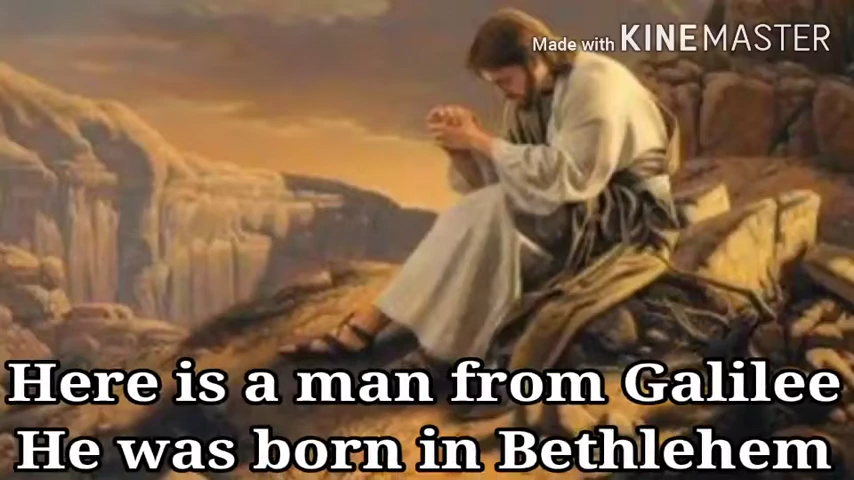 Made with KINEMASTER
Here is a man from Galilee
He was born in Bethlehem